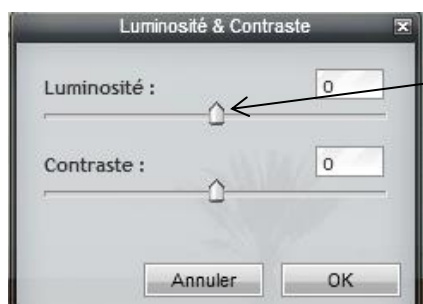 Luminosité & Contraste
Luminosité :
0
Contraste :
0
Annuler
OK